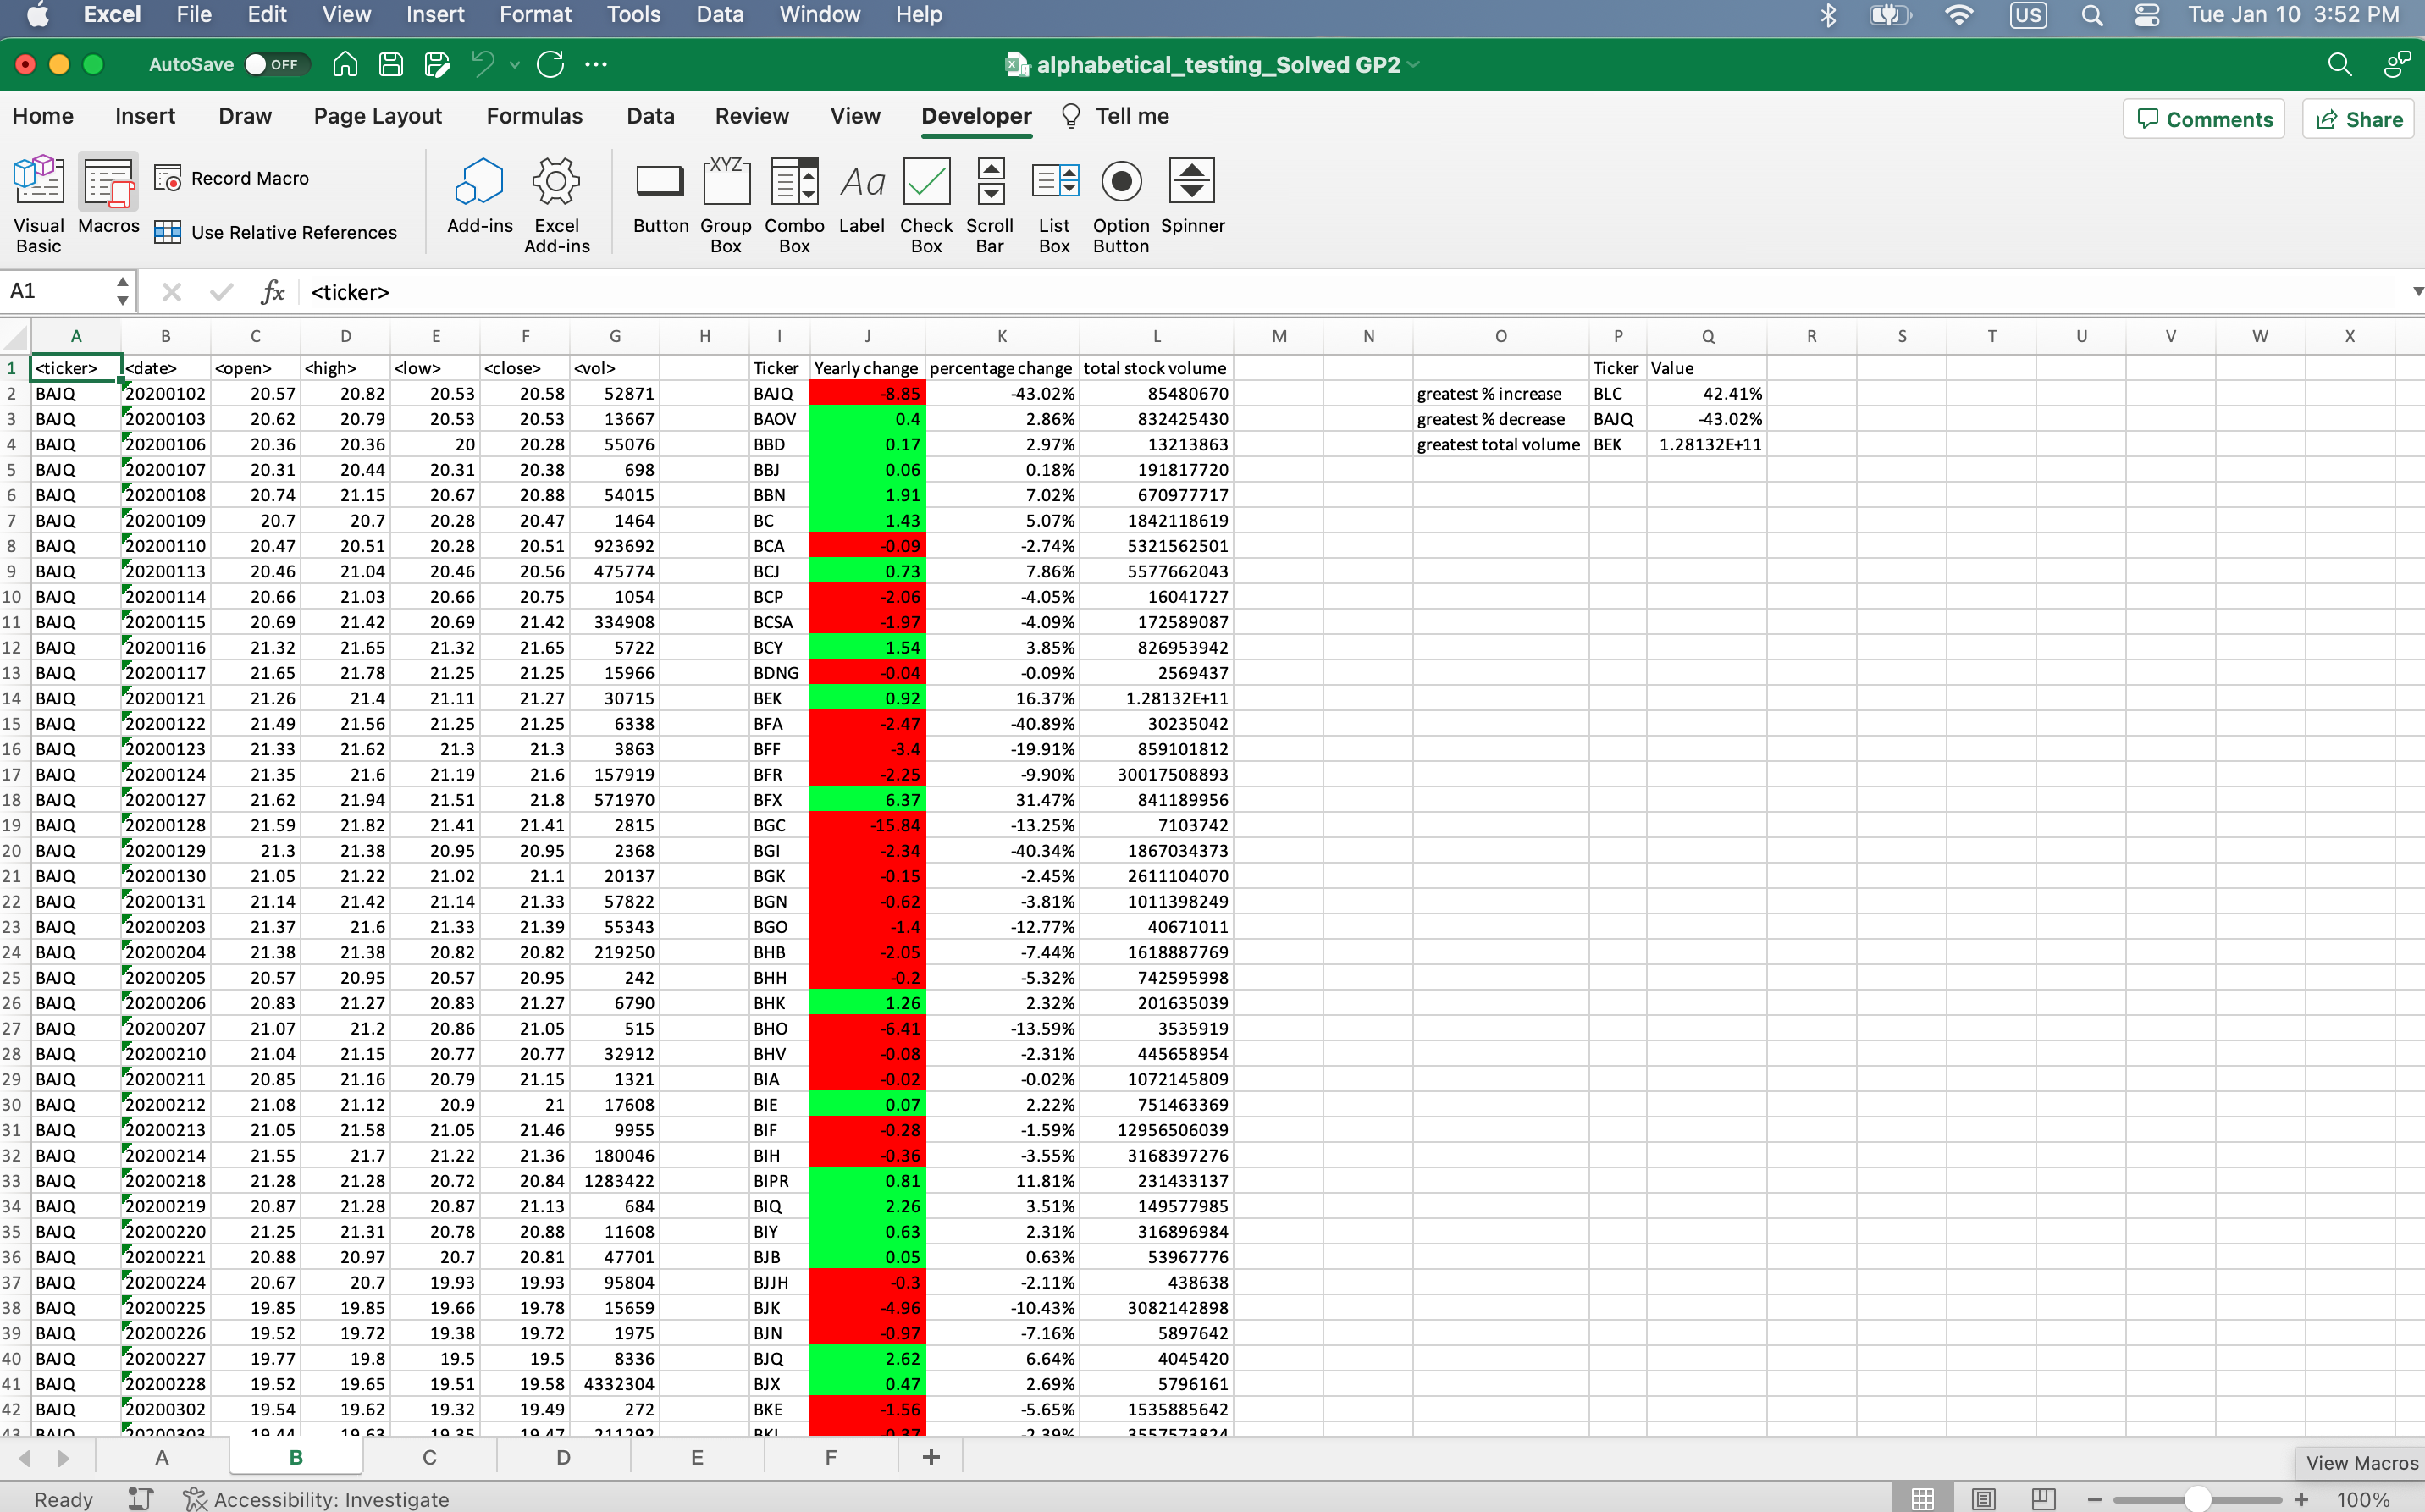 Excel File Edit View Insert Format Tools Data Window Help US Tue Jan 10 3:52 PM
AutoSave OFF alphabetical_testing_Solved GP2
Home Insert Draw Page Layout Formulas Data Review View Developer Tell me Comments Share
Record Macro
Use Relative References
Visual Basic Macros Add-ins Excel Add-ins Button Group Box Combo Box Label Check Box Scroll Bar List Box Option Button Spinner
XYZ Aa
A1 fx <ticker>
A B C D E F G H I J K L M N O P Q R S T U V W X
1 <ticker> <date> <open> <high> <low> <close> <vol> Ticker Yearly change percentage change total stock volume Ticker Value
2 BAJQ 20200102 20.57 20.82 20.53 20.58 52871 BAJQ -8.85 -43.02% 85480670 greatest % increase BLC 42.41%
3 BAJQ 20200103 20.62 20.79 20.53 20.53 13667 BAOV 0.4 2.86% 832425430 greatest % decrease BAJQ -43.02%
4 BAJQ 20200106 20.36 20.36 20 20.28 55076 BBD 0.17 2.97% 13213863 greatest total volume BEK 1.28132E+11
5 BAJQ 20200107 20.31 20.44 20.31 20.38 698 BBJ 0.06 0.18% 191817720
6 BAJQ 20200108 20.74 21.15 20.67 20.88 54015 BBN 1.91 7.02% 670977717
7 BAJQ 20200109 20.7 20.7 20.28 20.47 1464 BC 1.43 5.07% 1842118619
8 BAJQ 20200110 20.47 20.51 20.28 20.51 923692 BCA -0.09 -2.74% 5321562501
9 BAJQ 20200113 20.46 21.04 20.46 20.56 475774 BCJ 0.73 7.86% 5577662043
10 BAJQ 20200114 20.66 21.03 20.66 20.75 1054 BCP -2.06 -4.05% 16041727
11 BAJQ 20200115 20.69 21.42 20.69 21.42 334908 BCSA -1.97 -4.09% 172589087
12 BAJQ 20200116 21.32 21.65 21.32 21.65 5722 BCY 1.54 3.85% 826953942
13 BAJQ 20200117 21.65 21.78 21.25 21.25 15966 BDNG -0.04 -0.09% 2569437
14 BAJQ 20200121 21.26 21.4 21.11 21.27 30715 BEK 0.92 16.37% 1.28132E+11
15 BAJQ 20200122 21.49 21.56 21.25 21.25 6338 BFA -2.47 -40.89% 30235042
16 BAJQ 20200123 21.33 21.62 21.3 21.3 3863 BFF -3.4 -19.91% 859101812
17 BAJQ 20200124 21.35 21.6 21.19 21.6 157919 BFR -2.25 -9.90% 30017508893
18 BAJQ 20200127 21.62 21.94 21.51 21.8 571970 BFX 6.37 31.47% 841189956
19 BAJQ 20200128 21.59 21.82 21.41 21.41 2815 BGC -15.84 -13.25% 7103742
20 BAJQ 20200129 21.3 21.38 20.95 20.95 2368 BGI -2.34 -40.34% 1867034373
21 BAJQ 20200130 21.05 21.22 21.02 21.1 20137 BGK -0.15 -2.45% 2611104070
22 BAJQ 20200131 21.14 21.42 21.14 21.33 57822 BGN -0.62 -3.81% 1011398249
23 BAJQ 20200203 21.37 21.6 21.33 21.39 55343 BGO -1.4 -12.77% 40671011
24 BAJQ 20200204 21.38 21.38 20.82 20.82 219250 BHB -2.05 -7.44% 1618887769
25 BAJQ 20200205 20.57 20.95 20.57 20.95 242 BHH -0.2 -5.32% 742595998
26 BAJQ 20200206 20.83 21.27 20.83 21.27 6790 BHK 1.26 2.32% 201635039
27 BAJQ 20200207 21.07 21.2 20.86 21.05 515 BHO -6.41 -13.59% 3535919
28 BAJQ 20200210 21.04 21.15 20.77 20.77 32912 BHV -0.08 -2.31% 445658954
29 BAJQ 20200211 20.85 21.16 20.79 21.15 1321 BIA -0.02 -0.02% 1072145809
30 BAJQ 20200212 21.08 21.12 20.9 21 17608 BIE 0.07 2.22% 751463369
31 BAJQ 20200213 21.05 21.58 21.05 21.46 9955 BIF -0.28 -1.59% 12956506039
32 BAJQ 20200214 21.55 21.7 21.22 21.36 180046 BIH -0.36 -3.55% 3168397276
33 BAJQ 20200218 21.28 21.28 20.72 20.84 1283422 BIPR 0.81 11.81% 231433137
34 BAJQ 20200219 20.87 21.28 20.87 21.13 684 BIQ 2.26 3.51% 149577985
35 BAJQ 20200220 21.25 21.31 20.78 20.88 11608 BIY 0.63 2.31% 316896984
36 BAJQ 20200221 20.88 20.97 20.7 20.81 47701 BJB 0.05 0.63% 53967776
37 BAJQ 20200224 20.67 20.7 19.93 19.93 95804 BJJH -0.3 -2.11% 438638
38 BAJQ 20200225 19.85 19.85 19.66 19.78 15659 BJK -4.96 -10.43% 3082142898
39 BAJQ 20200226 19.52 19.72 19.38 19.72 1975 BJN -0.97 -7.16% 5897642
40 BAJQ 20200227 19.77 19.8 19.5 19.5 8336 BJQ 2.62 6.64% 4045420
41 BAJQ 20200228 19.52 19.65 19.51 19.58 4332304 BJX 0.47 2.69% 5796161
42 BAJQ 20200302 19.54 19.62 19.32 19.49 272 BKE -1.56 -5.65% 1535885642
43 BAJQ 20200303 19.44 19.63 19.35 19.47 211292
A B C D E F + View Macros
Ready Accessibility: Investigate 100%